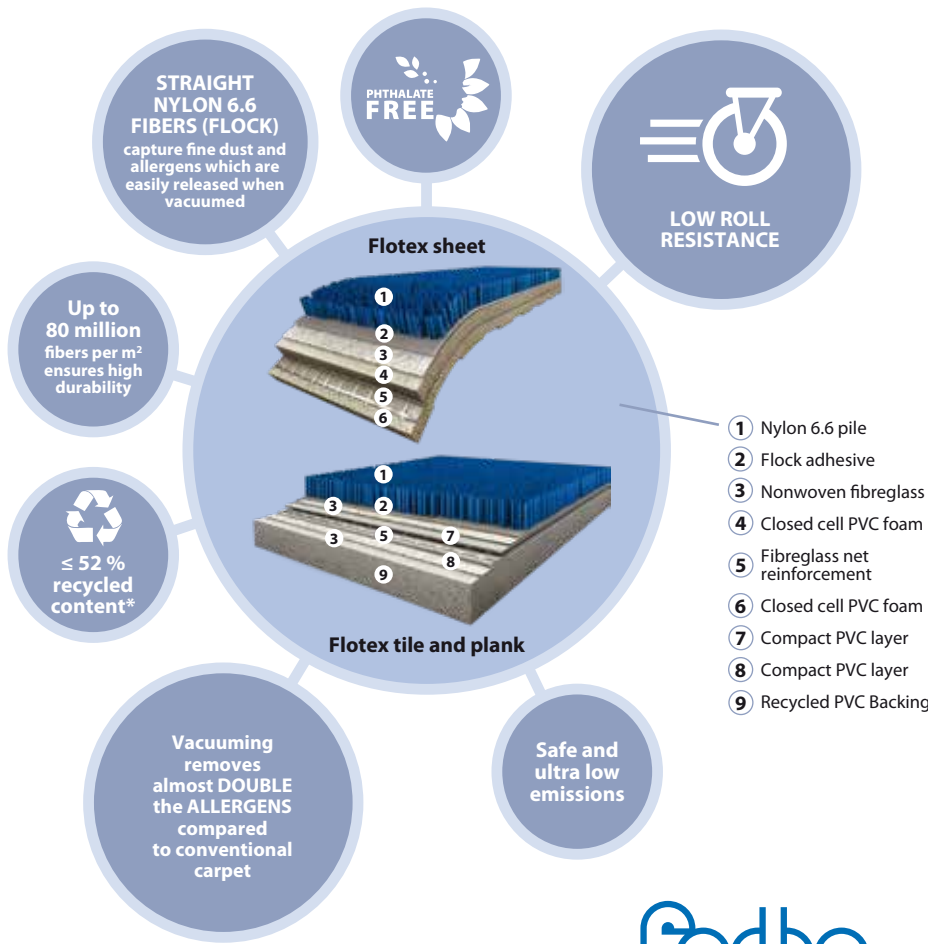 STRAIGHT
NYLON 6.6
FIBERS (FLOCK)
capture fine dust and
allergens which are
easily released when
vacuumed
PHTHALATE
FREE
LOW ROLL
RESISTANCE
Up to
80 million
fibers per m²
ensures high
durability
≤ 52 %
recycled
content*
Flotex sheet
1
2
3
4
5
6
1
3 2
3 5 7
8
9
Flotex tile and plank
1 Nylon 6.6 pile
2 Flock adhesive
3 Nonwoven fibreglass
4 Closed cell PVC foam
5 Fibreglass net
reinforcement
6 Closed cell PVC foam
7 Compact PVC layer
8 Compact PVC layer
9 Recycled PVC Backing
Vacuuming
removes
almost DOUBLE
the ALLERGENS
compared
to conventional
carpet
Safe and
ultra low
emissions